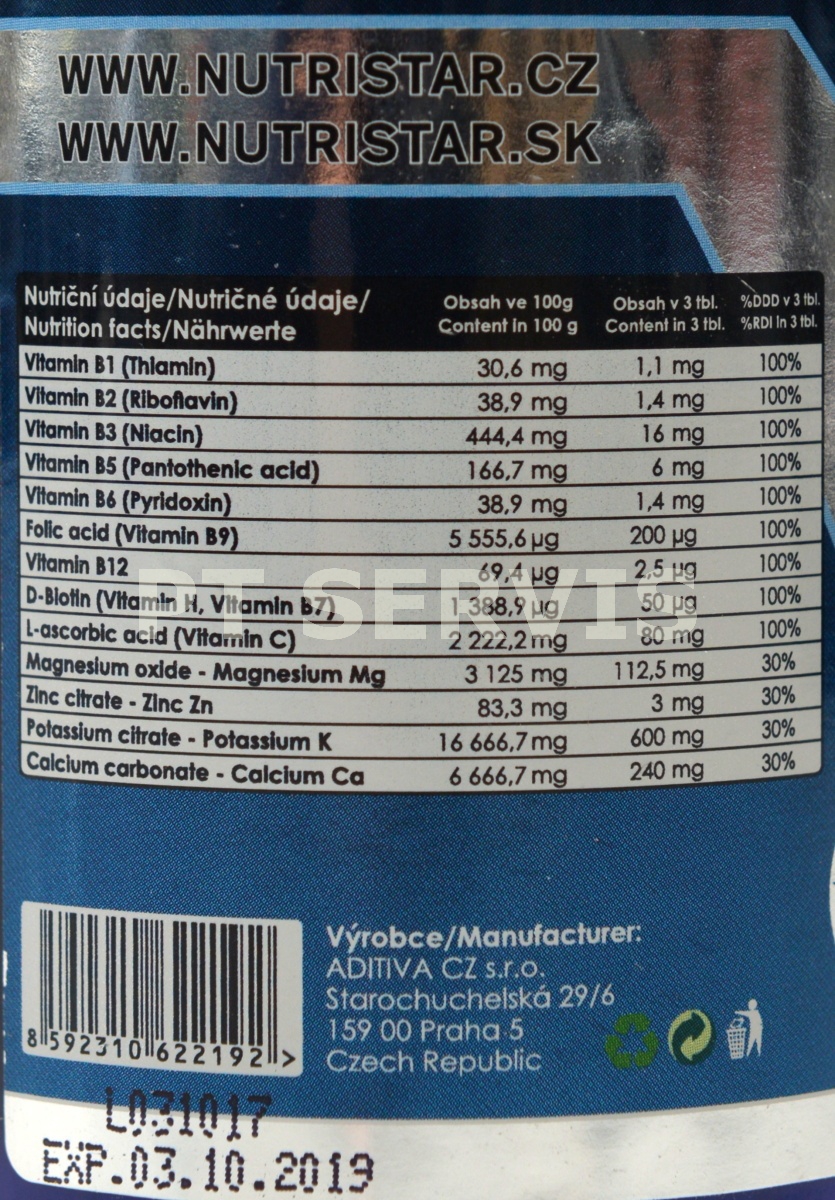 WWW.NUTRISTAR.CZ
WWW.NUTRISTAR.SK
Nutriční údaje/Nutričné údaje/ Obsah ve 100g Obsah v 3 tbl. %DDD v 3 tbl.
Nutrition facts/Nährwerte Content in 100 g Content in 3 tbl. %RDI in 3 tbl.
Vitamin B1 (Thiamin) 30,6 mg 1,1 mg 100%
Vitamin B2 (Riboflavin) 38,9 mg 1,4 mg 100%
Vitamin B3 (Niacin) 444,4 mg 16 mg 100%
Vitamin B5 (Pantothenic acid) 166,7 mg 6 mg 100%
Vitamin B6 (Pyridoxin) 38,9 mg 1,4 mg 100%
Folic acid (Vitamin B9) 5 555,6 µg 200 µg 100%
Vitamin B12 69,4 µg 2,5 µg 100%
PT SERVIS
D-Biotin (Vitamin H, Vitamin B7) 1 388,9 µg 50 µg 100%
L-ascorbic acid (Vitamin C) 2 222,2 mg 80 mg 100%
Magnesium oxide - Magnesium Mg 3 125 mg 112,5 mg 30%
Zinc citrate - Zinc Zn 83,3 mg 3 mg 30%
Potassium citrate - Potassium K 16 666,7 mg 600 mg 30%
Calcium carbonate - Calcium Ca 6 666,7 mg 240 mg 30%
Výrobce/Manufacturer:
ADITIVA CZ s.r.o.
Starochuchelská 29/6
159 00 Praha 5
Czech Republic
8 592310 622192 >
L031017
EXP.03.10.2019